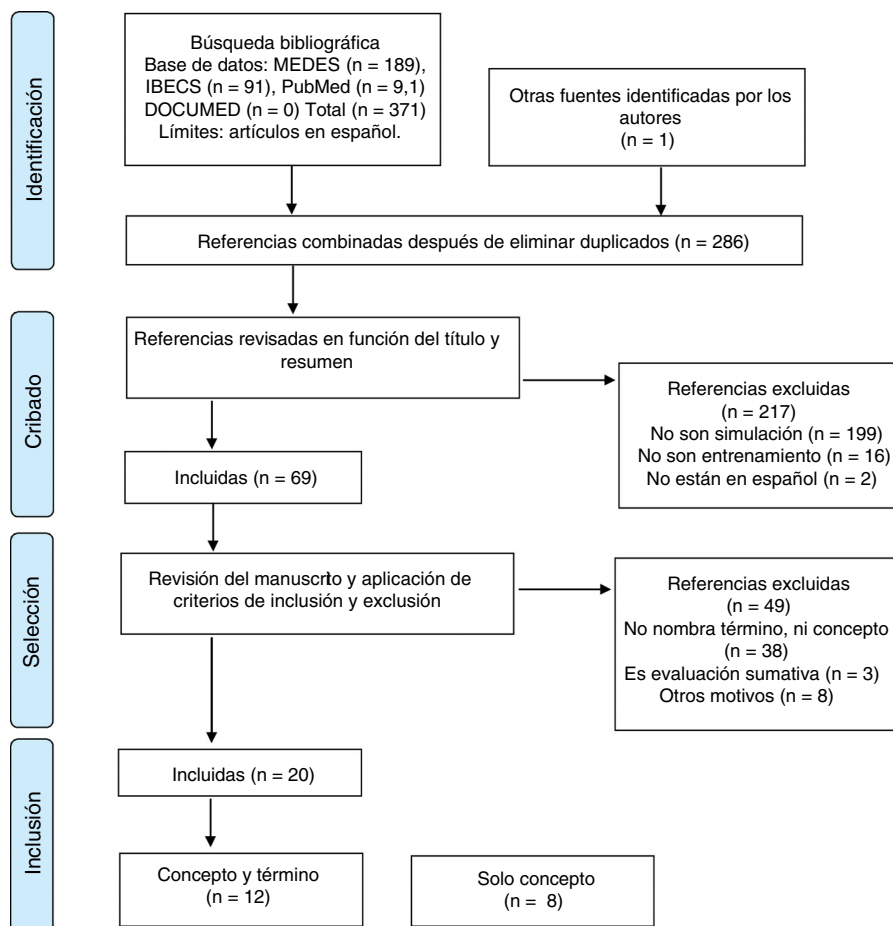 Identificación
Búsqueda bibliográfica
Base de datos: MEDES (n = 189),
IBECS (n = 91), PubMed (n = 9,1)
DOCUMED (n = 0) Total (n = 371)
Límites: artículos en español.
Otras fuentes identificadas por los
autores
(n = 1)
Referencias combinadas después de eliminar duplicados (n = 286)
Cribado
Referencias revisadas en función del título y
resumen
Referencias excluidas
(n = 217)
No son simulación (n = 199)
No son entrenamiento (n = 16)
No están en español (n = 2)
Incluidas (n = 69)
Selección
Revisión del manuscrito y aplicación de
criterios de inclusión y exclusión
Referencias excluidas
(n = 49)
No nombra término, ni concepto
(n = 38)
Es evaluación sumativa (n = 3)
Otros motivos (n = 8)
Inclusión
Incluidas (n = 20)
Concepto y término
(n = 12)
Solo concepto
(n = 8)